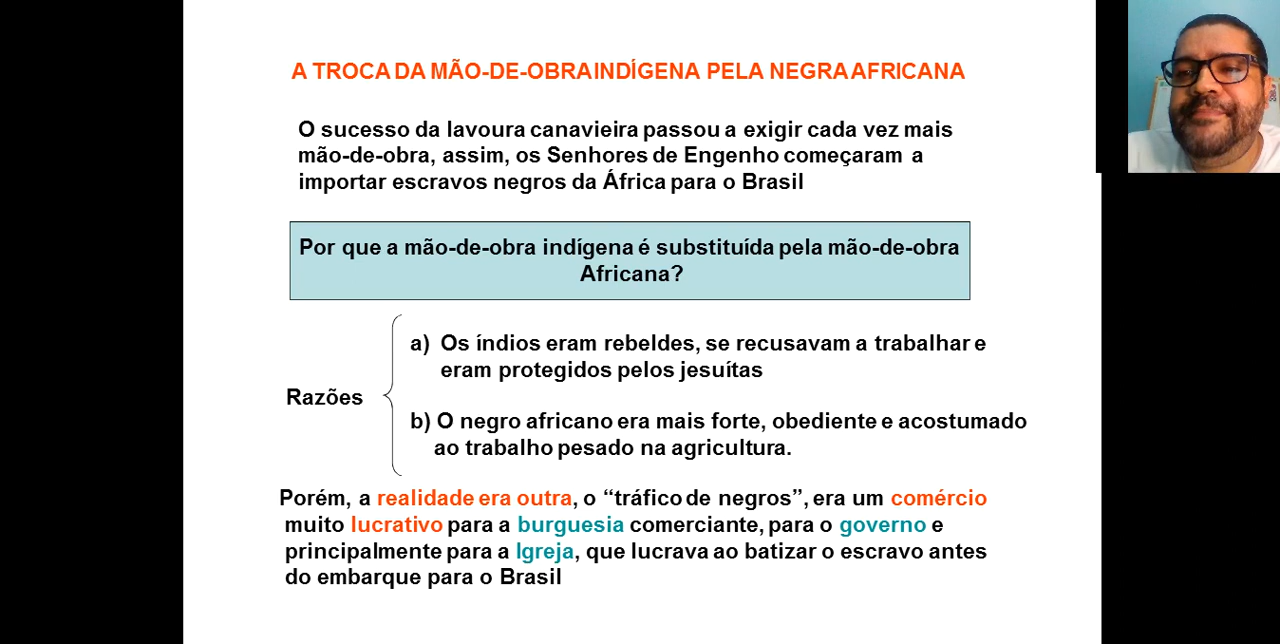 A TROCA DA MÃO-DE-OBRA INDÍGENA PELA NEGRA AFRICANA
O sucesso da lavoura canavieira passou a exigir cada vez mais
mão-de-obra, assim, os Senhores de Engenho começaram a
importar escravos negros da África para o Brasil
Por que a mão-de-obra indígena é substituída pela mão-de-obra
Africana?
Razões
a) Os índios eram rebeldes, se recusavam a trabalhar e
eram protegidos pelos jesuítas
b) O negro africano era mais forte, obediente e acostumado
ao trabalho pesado na agricultura.
Porém, a realidade era outra, o “tráfico de negros”, era um comércio
muito lucrativo para a burguesia comerciante, para o governo e
principalmente para a Igreja, que lucrava ao batizar o escravo antes
do embarque para o Brasil